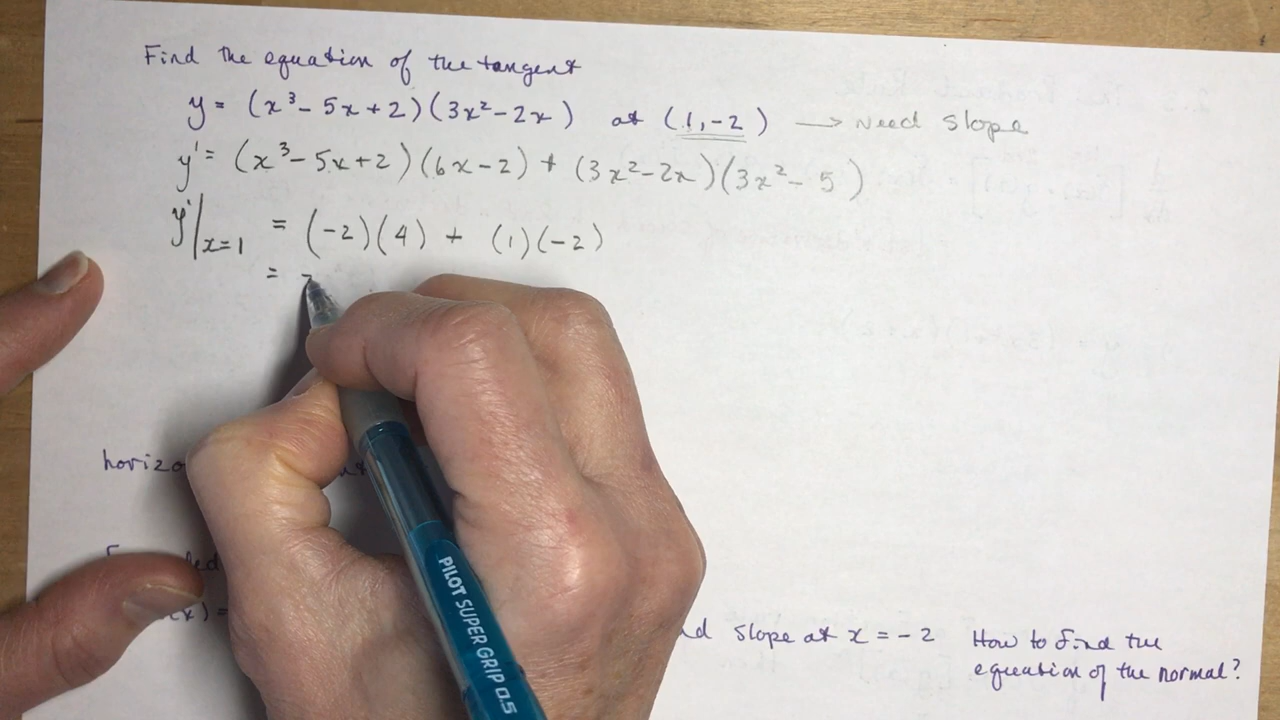 Find the equation of the tangent
y = (x³ - 5x + 2)(3x² - 2x) at (1, -2) → Need slope
y' = (x³ - 5x + 2)(6x - 2) + (3x² - 2x)(3x² - 5)
y'|x=1 = (-2)(4) + (1)(-2)
= -
slope at x = -2 How to find the
equation of the normal?
PILOT SUPER GRIP 0.5